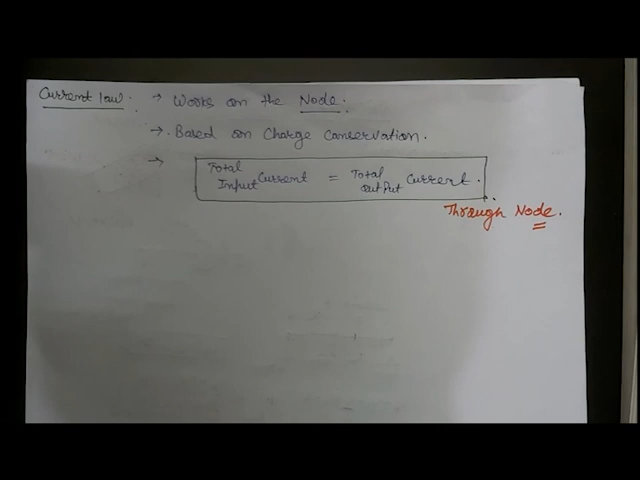 Current law. → Works on the Node.
→ Based on Charge Conservation.
→ Total Input Current = Total output Current.
Through Node.